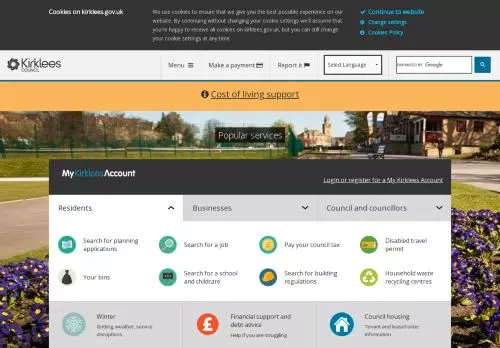 Cookies on kirklees.gov.uk
We use cookies to ensure that we give you the best possible experience on our
website. By continuing without changing your cookie settings we'll assume that
you're happy to receive all cookies on kirklees.gov.uk, but you can still change
your cookie settings at any time.
Continue to website
Change settings
Cookies Policy
Kirklees
COUNCIL
Menu
Make a payment
Report it
Select Language
ENHANCED BY Google
Cost of living support
Popular services
My Kirklees Account
Login or register for a My Kirklees Account
Residents
Businesses
Council and councillors
Search for planning
applications
Search for a job
Pay your council tax
Disabled travel
permit
Your bins
Search for a school
and childcare
Search for building
regulations
Household waste
recycling centres
Winter
Gritting, weather, service
disruptions
Financial support and
debt advice
Help if you are struggling
Council housing
Tenant and leaseholder
information